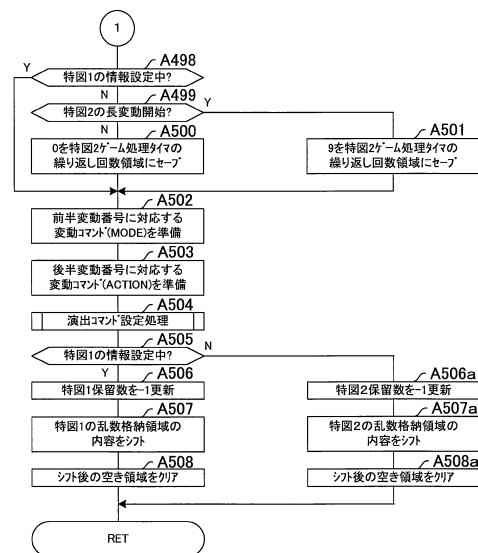 1
A498
Y
特図1の情報設定中?
N
A499
特図2の長変動開始?
Y
N
A500
A501
0を特図2ゲーム処理タイマの
繰り返し回数領域にセーブ
9を特図2ゲーム処理タイマの
繰り返し回数領域にセーブ
A502
前半変動番号に対応する
変動コマンド(MODE)を準備
A503
後半変動番号に対応する
変動コマンド(ACTION)を準備
A504
演出コマンド設定処理
A505
特図1の情報設定中?
N
Y
A506
A506a
特図1保留数を-1更新
特図2保留数を-1更新
A507
A507a
特図1の乱数格納領域の
内容をシフト
特図2の乱数格納領域の
内容をシフト
A508
A508a
シフト後の空き領域をクリア
シフト後の空き領域をクリア
RET